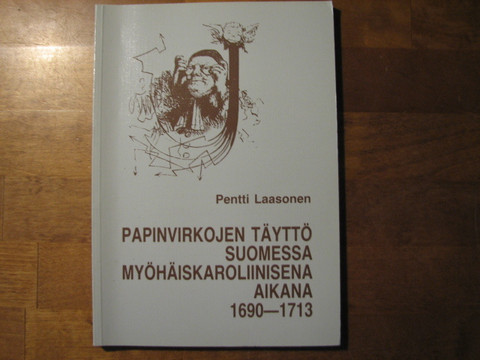 Pentti Laasonen
PAPINVIRKOJEN TÄYTTÖ
SUOMESSA
MYÖHÄISKAROLIINISENA
AIKANA
1690—1713